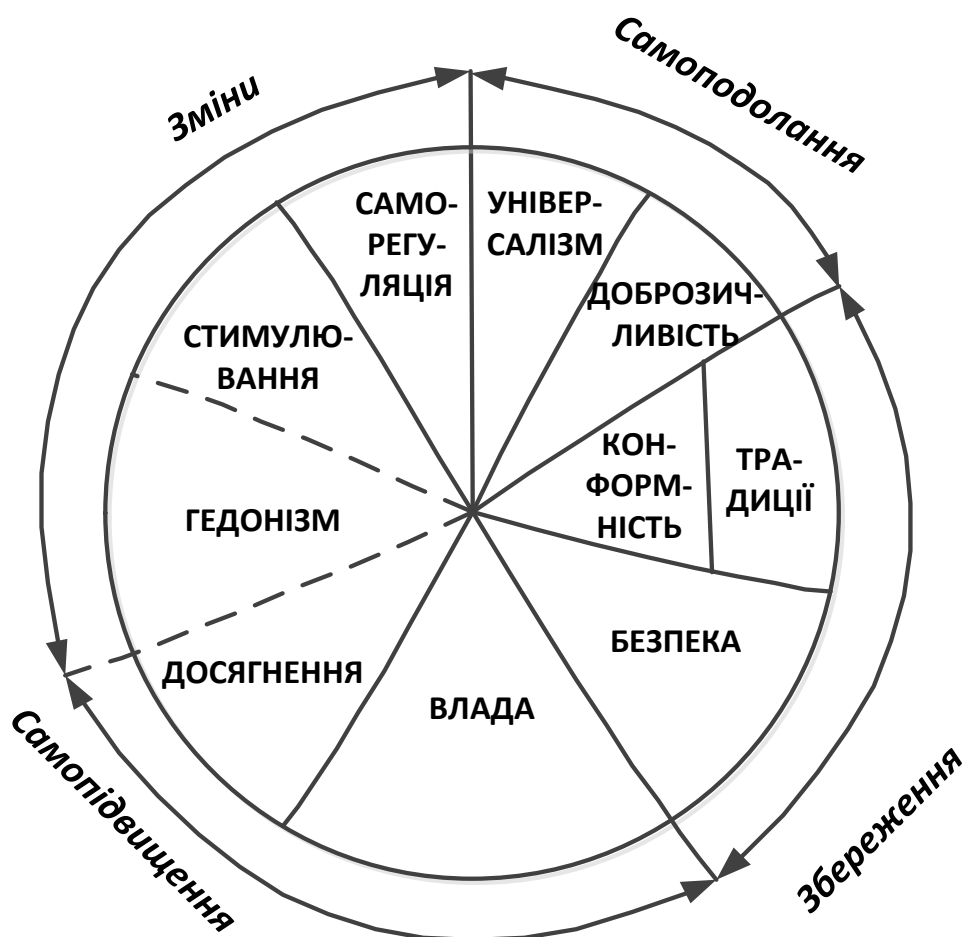 Самоподолання
Зміни
САМО-
РЕГУ-
ЛЯЦІЯ
УНІВЕР-
САЛІЗМ
ДОБРОЗИЧ-
ЛИВІСТЬ
СТИМУЛЮ-
ВАННЯ
КОН-
ФОРМ-
НІСТЬ
ТРА-
ДИЦІЇ
ГЕДОНІЗМ
БЕЗПЕКА
ДОСЯГНЕННЯ
ВЛАДА
Самопідвищення
Збереження